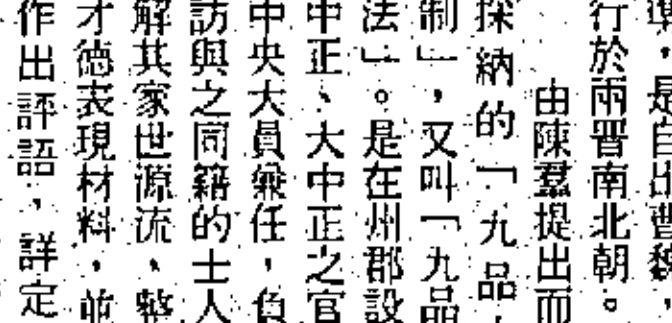 ，是自出曹魏，
行於兩晉南北朝。
由陳羣提出而
採納的「九品
制」，又叫「九品
法」。是在州郡設
中正、大中正之官
中央大員兼任，負
訪與之同籍的士人
解其家世源流、整
才德表現材料，並
作出評語，詳定